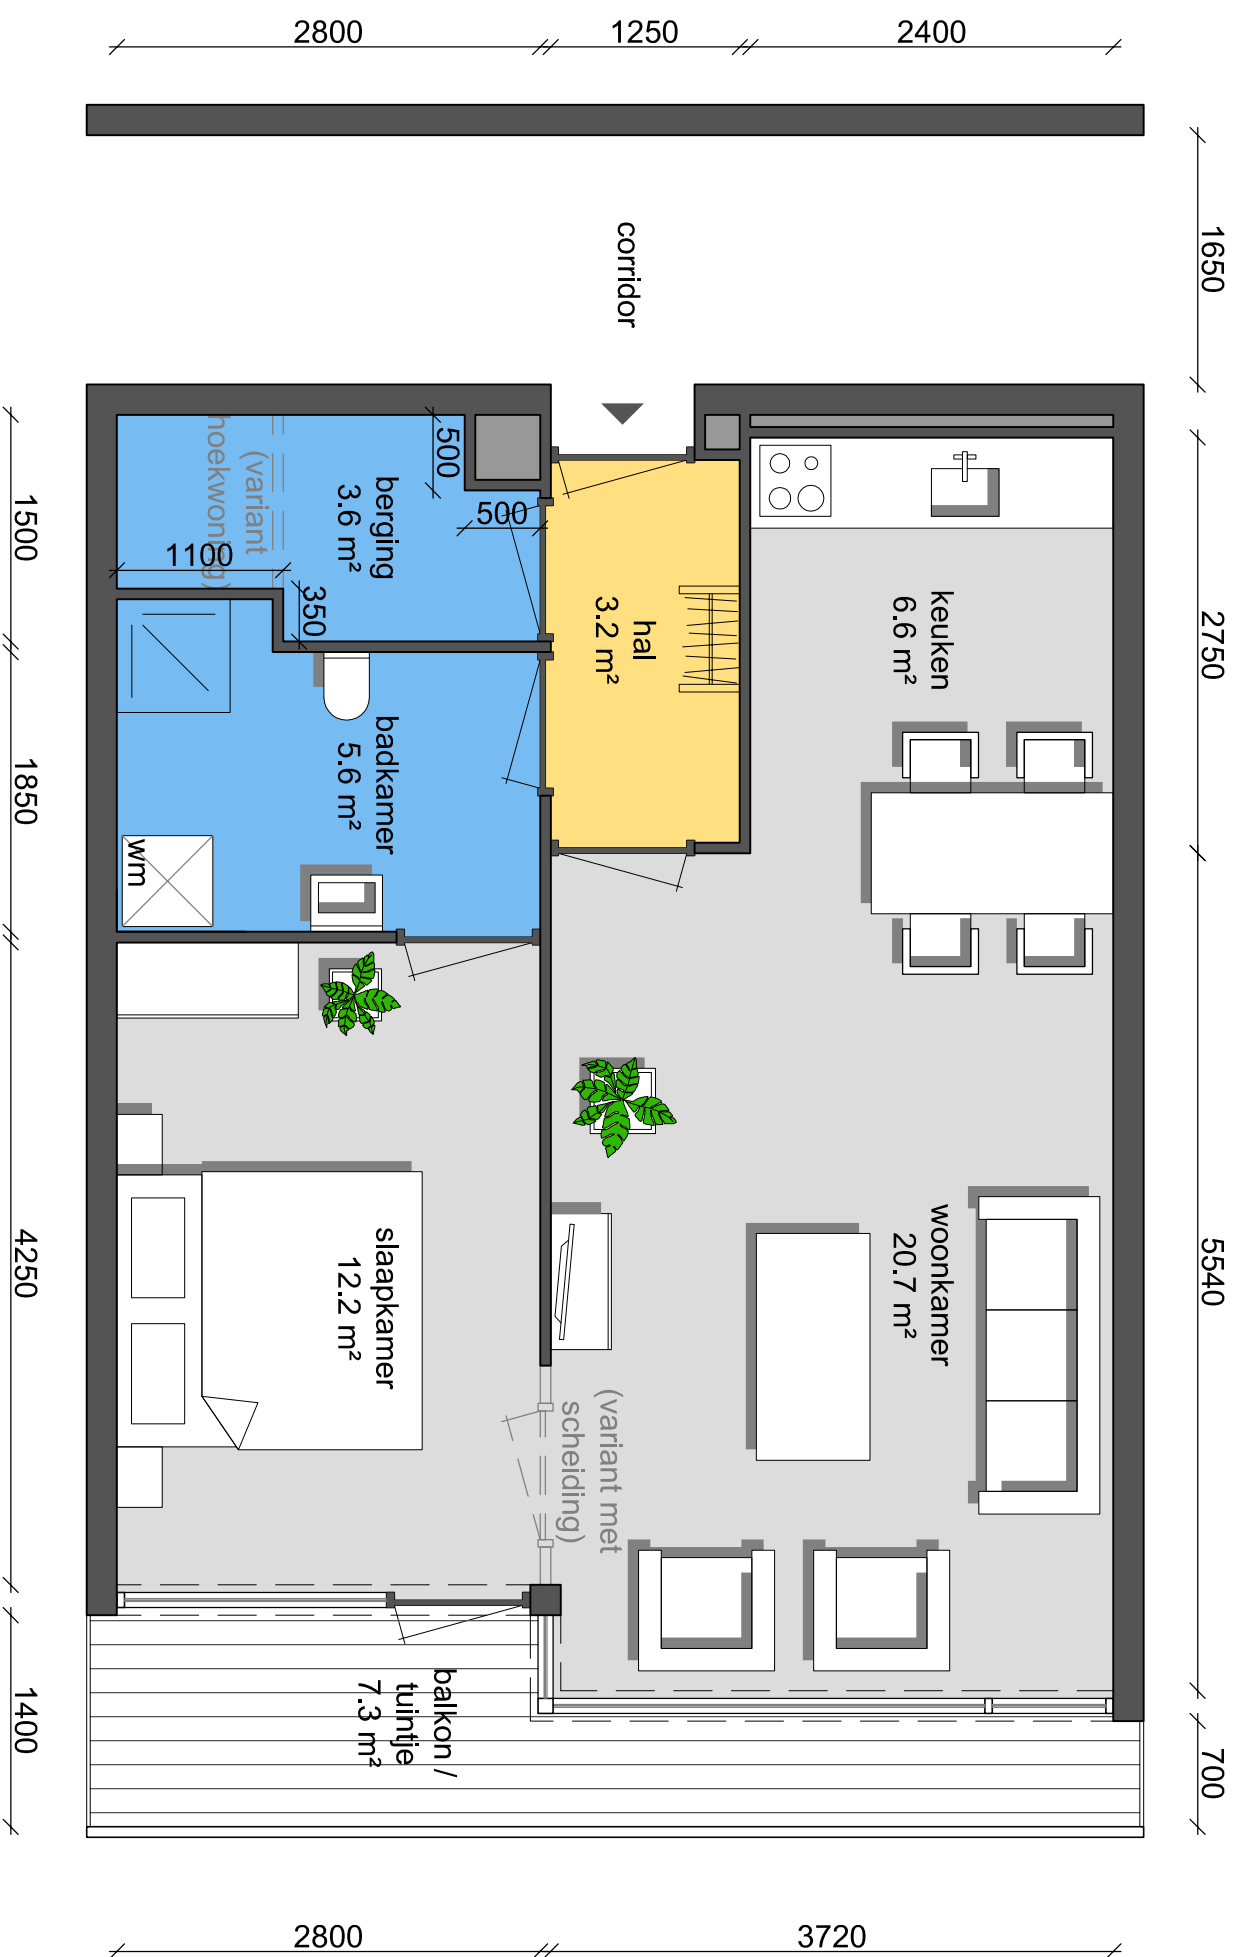 2800
1250
2400
1650
corridor
500
500
berging
3.6 m²
(variant
hoekwoning)
1100
350
1500
hal
3.2 m²
keuken
6.6 m²
2750
badkamer
5.6 m²
wm
1850
slaapkamer
12.2 m²
4250
woonkamer
20.7 m²
5540
(variant met
scheiding)
balkon /
tuintje
7.3 m²
1400
700
2800
3720